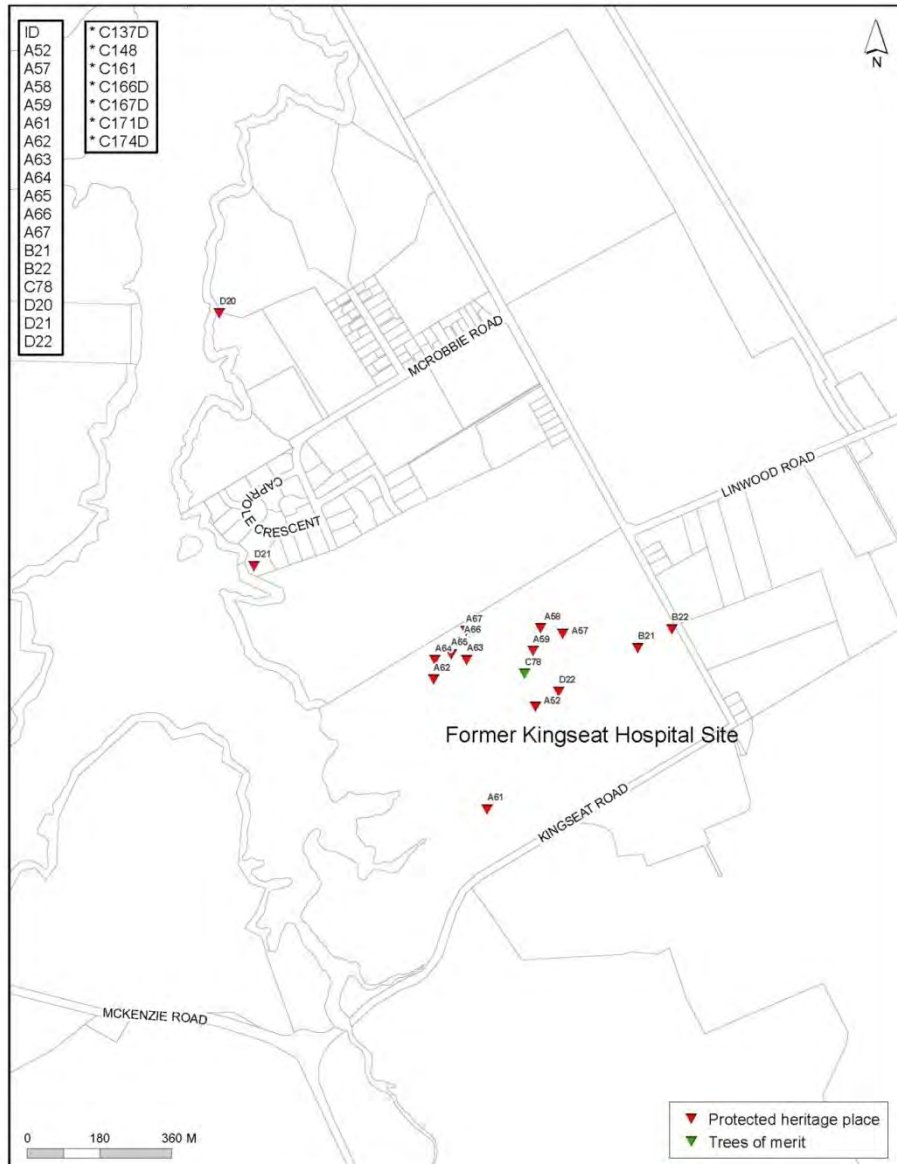 ID
A52
A57
A58
A59
A61
A62
A63
A64
A65
A66
A67
B21
B22
C78
D20
D21
D22
* C137D
* C148
* C161
* C166D
* C167D
* C171D
* C174D
N
D20
MCROBBIE ROAD
LINWOOD ROAD
CAPRIOLE CRESCENT
D21
A67
A66
A58
A57
B22
A65
A59
B21
A64
A63
C78
A62
D22
A52
Former Kingseat Hospital Site
A61
KINGSEAT ROAD
MCKENZIE ROAD
0 180 360 M
Protected heritage place
Trees of merit